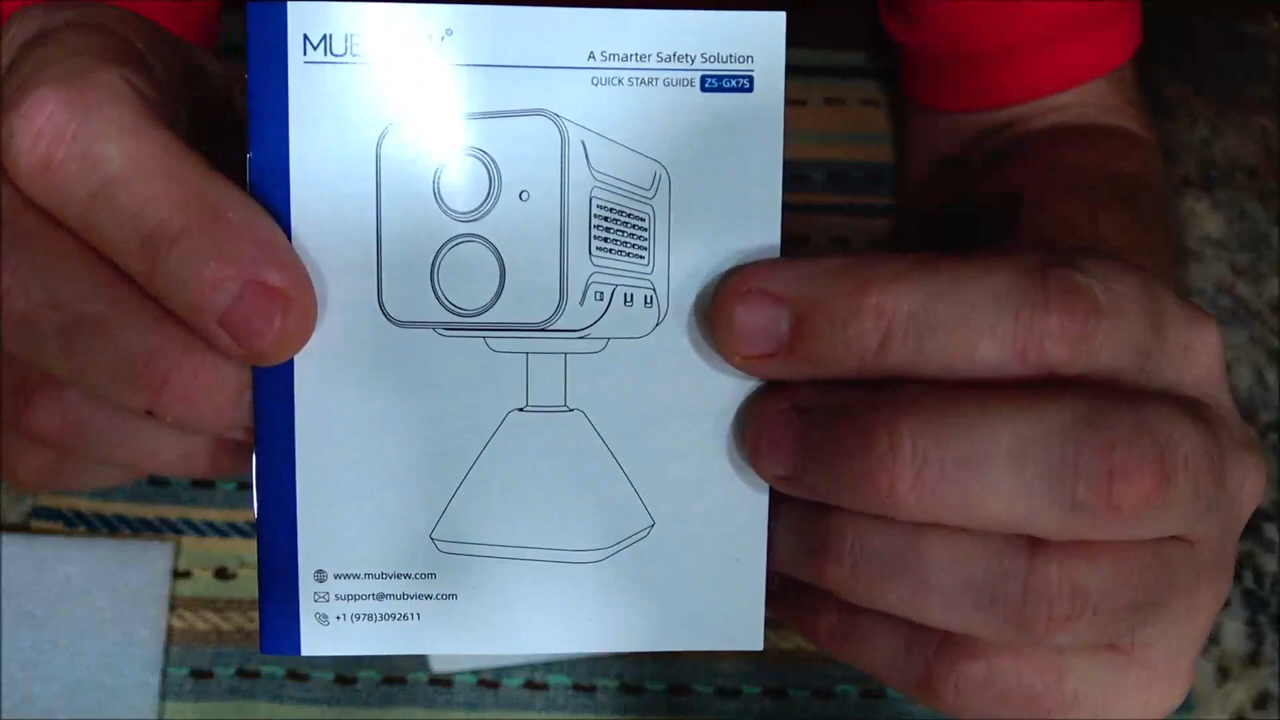 A Smarter Safety Solution
QUICK START GUIDE ZS-GX7S
www.mubview.com
support@mubview.com
+1 (978)3092611